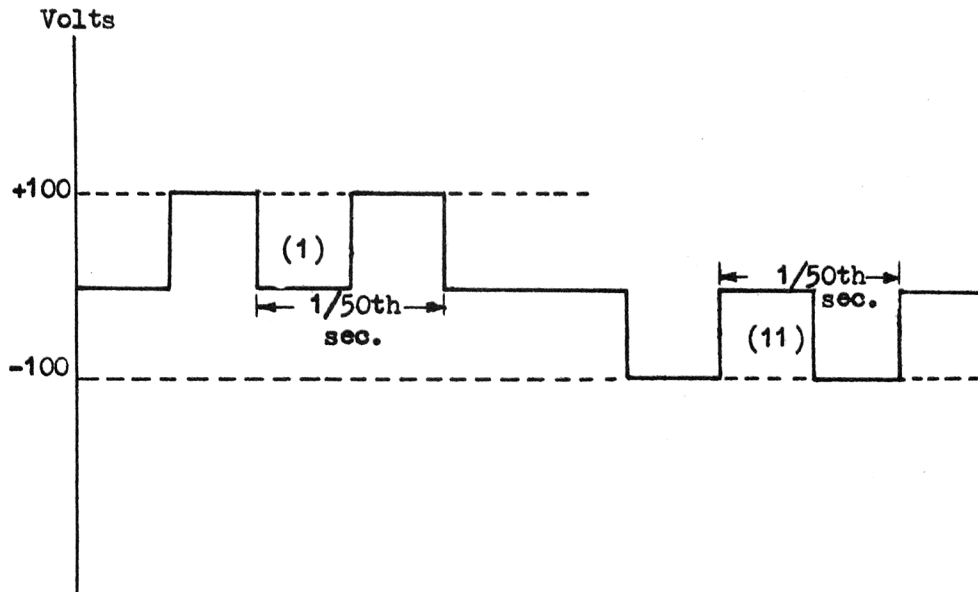 Volts
+100
(1)
1/50th
sec.
1/50th
sec.
(11)
-100